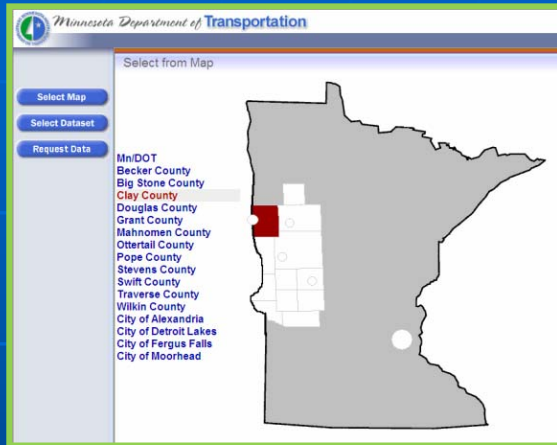 Minnesota Department of Transportation
Select from Map
Select Map
Select Dataset
Request Data
Mn/DOT
Becker County
Big Stone County
Clay County
Douglas County
Grant County
Mahnomen County
Ottertail County
Pope County
Stevens County
Swift County
Traverse County
Wilkin County
City of Alexandria
City of Detroit Lakes
City of Fergus Falls
City of Moorhead